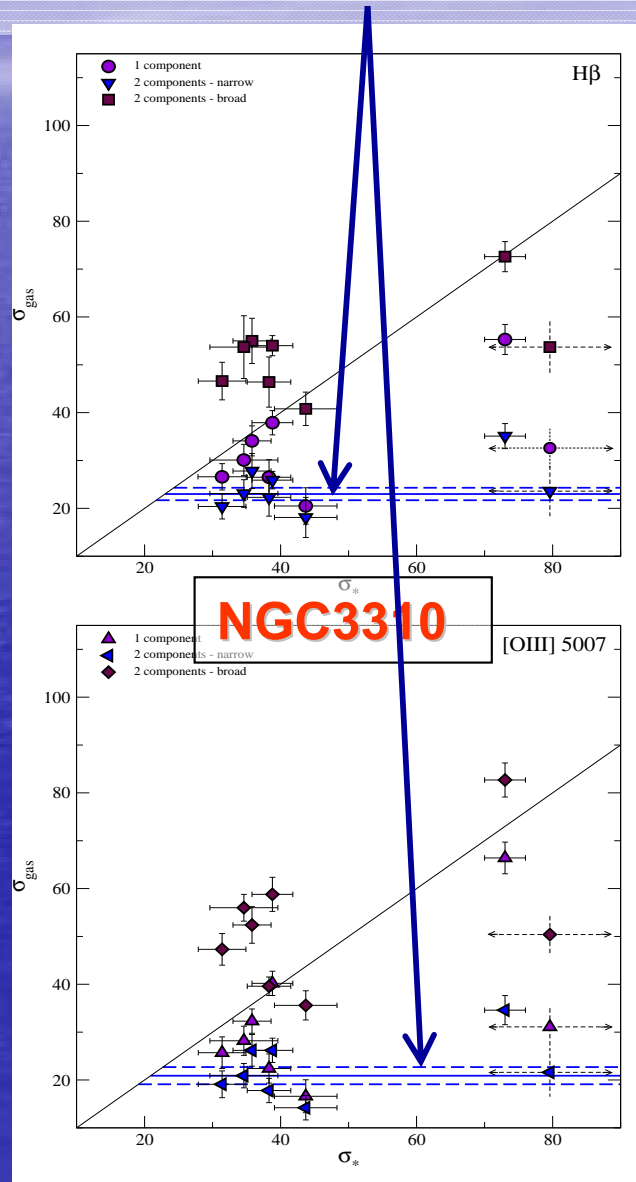 1 component
Hβ
2 components - narrow
2 components - broad
100
80
60
40
20
σgas
20
40
60
80
σ*
NGC3310
1 component
[OIII] 5007
2 components - narrow
2 components - broad
100
80
60
40
20
σgas
20
40
60
80
σ*